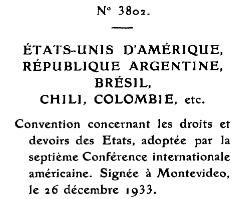 N° 3802.
ÉTATS-UNIS D'AMÉRIQUE,
RÉPUBLIQUE ARGENTINE,
BRÉSIL,
CHILI, COLOMBIE, etc.
Convention concernant les droits et
devoirs des Etats, adoptée par la
septième Conférence internationale
américaine. Signée à Montevideo,
le 26 décembre 1933.